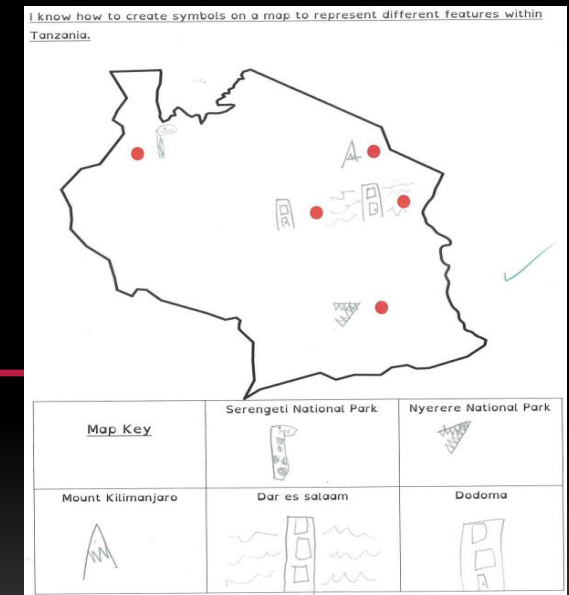 I know how to create symbols on a map to represent different features within
Tanzania.
Map Key
Serengeti National Park
Nyerere National Park
Mount Kilimanjaro
Dar es salaam
Dodoma